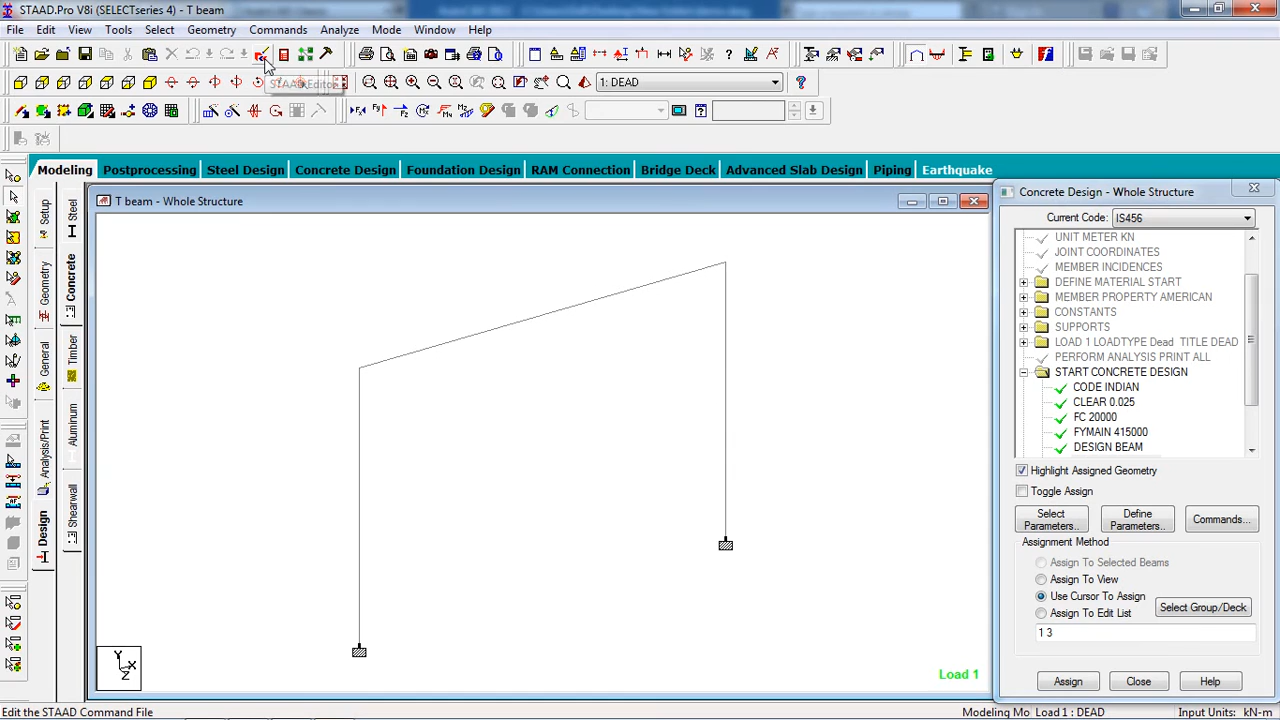 STAAD.Pro V8i (SELECTseries 4) - T beam
File Edit View Tools Select Geometry Commands Analyze Mode Window Help
STAAD Editor
1: DEAD
Modeling Postprocessing Steel Design Concrete Design Foundation Design RAM Connection Bridge Deck Advanced Slab Design Piping Earthquake
Setup
Geometry
General
Analysis/Print
Design
Steel
Concrete
Timber
Aluminum
Shearwall
T beam - Whole Structure
Y
X
Z
Load 1
Concrete Design - Whole Structure
Current Code: IS456
UNIT METER KN
JOINT COORDINATES
MEMBER INCIDENCES
DEFINE MATERIAL START
MEMBER PROPERTY AMERICAN
CONSTANTS
SUPPORTS
LOAD 1 LOADTYPE Dead TITLE DEAD
PERFORM ANALYSIS PRINT ALL
START CONCRETE DESIGN
CODE INDIAN
CLEAR 0.025
FC 20000
FYMAIN 415000
DESIGN BEAM
Highlight Assigned Geometry
Toggle Assign
Select Parameters..
Define Parameters..
Commands...
Assignment Method
Assign To Selected Beams
Assign To View
Use Cursor To Assign
Assign To Edit List
Select Group/Deck
1 3
Assign Close Help
Edit the STAAD Command File
Modeling Mo Load 1 : DEAD Input Units: kN-m